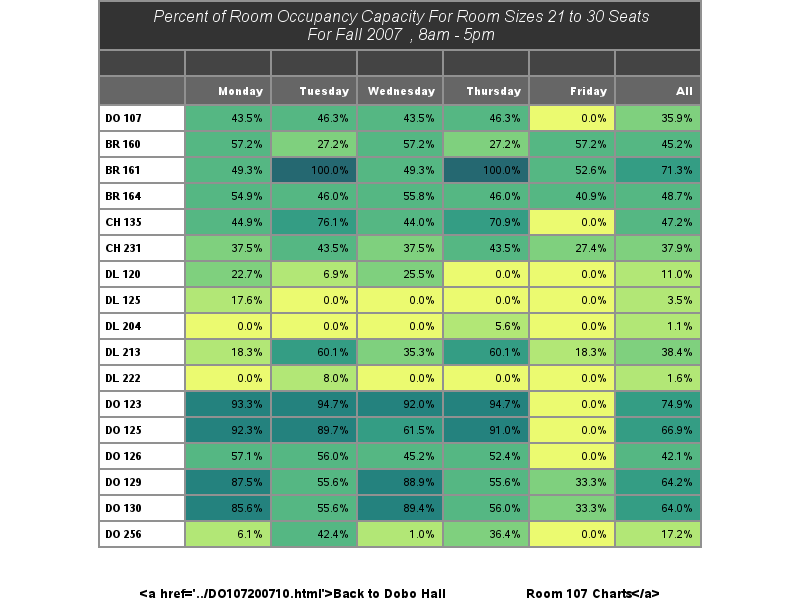 Percent of Room Occupancy Capacity For Room Sizes 21 to 30 Seats
For Fall 2007 , 8am - 5pm
Monday Tuesday Wednesday Thursday Friday All
DO 107 43.5% 46.3% 43.5% 46.3% 0.0% 35.9%
BR 160 57.2% 27.2% 57.2% 27.2% 57.2% 45.2%
BR 161 49.3% 100.0% 49.3% 100.0% 52.6% 71.3%
BR 164 54.9% 46.0% 55.8% 46.0% 40.9% 48.7%
CH 135 44.9% 76.1% 44.0% 70.9% 0.0% 47.2%
CH 231 37.5% 43.5% 37.5% 43.5% 27.4% 37.9%
DL 120 22.7% 6.9% 25.5% 0.0% 0.0% 11.0%
DL 125 17.6% 0.0% 0.0% 0.0% 0.0% 3.5%
DL 204 0.0% 0.0% 0.0% 5.6% 0.0% 1.1%
DL 213 18.3% 60.1% 35.3% 60.1% 18.3% 38.4%
DL 222 0.0% 8.0% 0.0% 0.0% 0.0% 1.6%
DO 123 93.3% 94.7% 92.0% 94.7% 0.0% 74.9%
DO 125 92.3% 89.7% 61.5% 91.0% 0.0% 66.9%
DO 126 57.1% 56.0% 45.2% 52.4% 0.0% 42.1%
DO 129 87.5% 55.6% 88.9% 55.6% 33.3% 64.2%
DO 130 85.6% 55.6% 89.4% 56.0% 33.3% 64.0%
DO 256 6.1% 42.4% 1.0% 36.4% 0.0% 17.2%
<a href='../DO107200710.html'>Back to Dobo Hall Room 107 Charts</a>